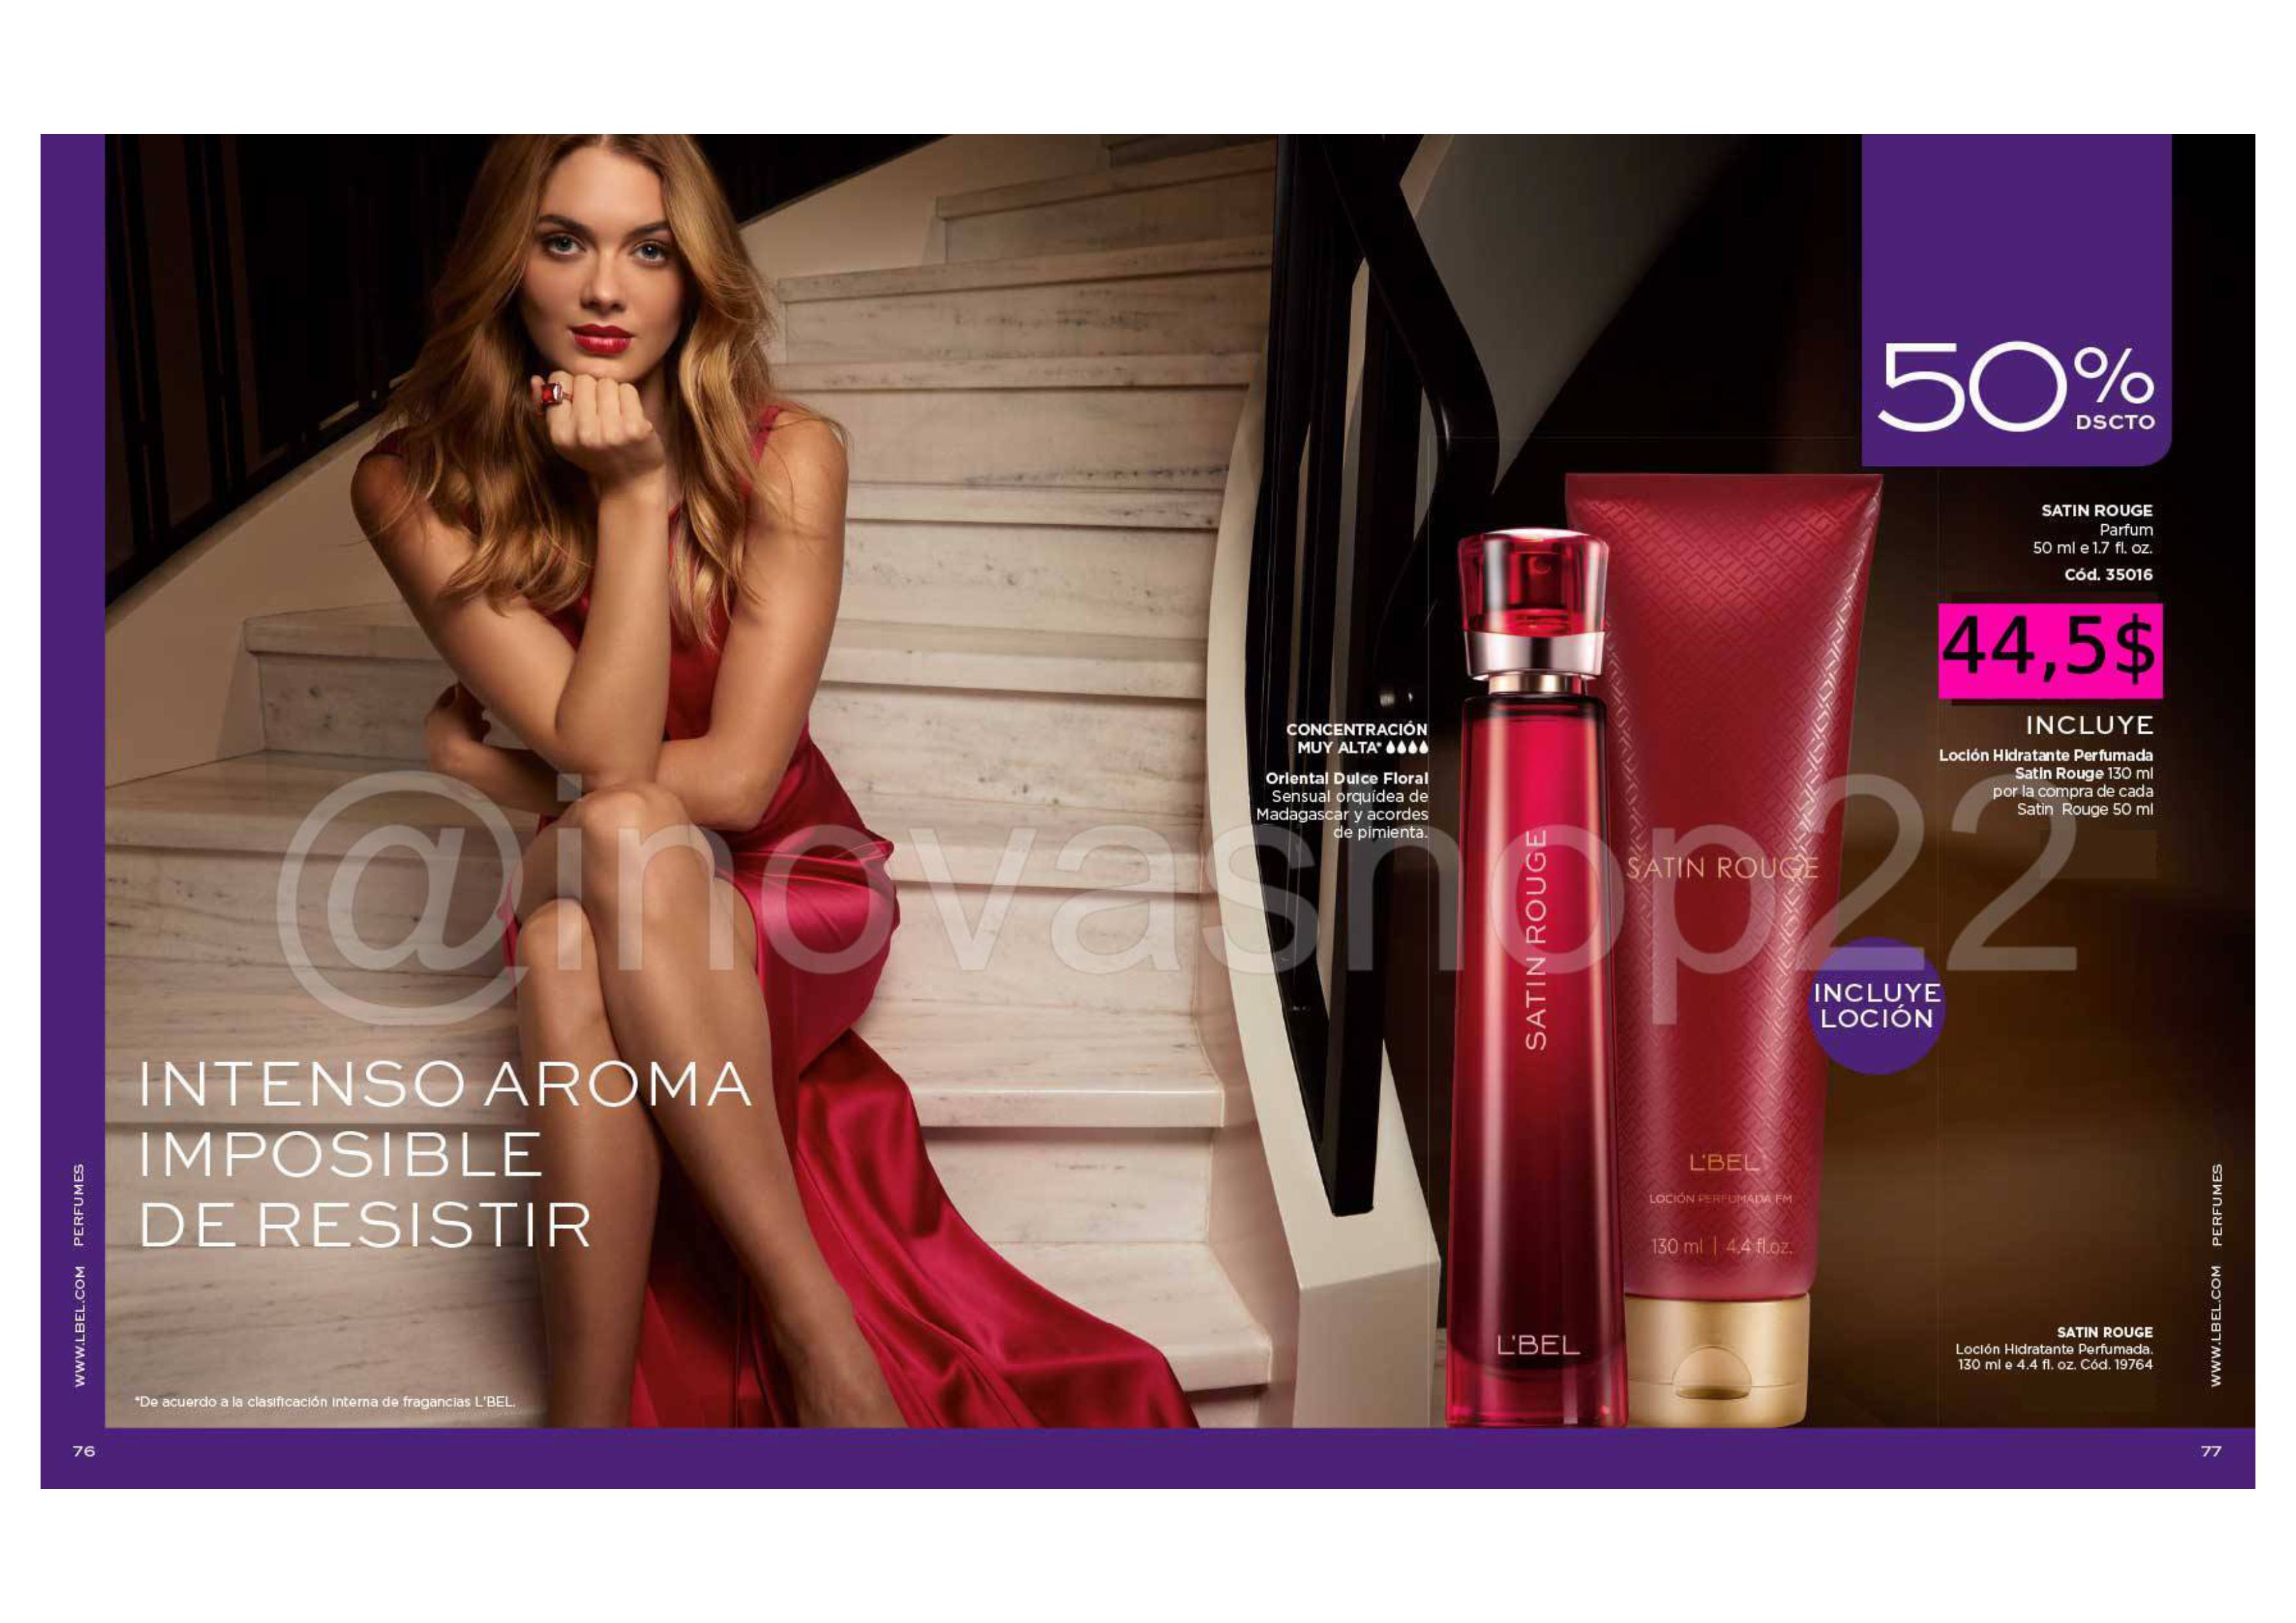 INTENSO AROMA
IMPOSIBLE
DE RESISTIR
*De acuerdo a la clasificación interna de fragancias L'BEL.
WWW.LBEL.COM PERFUMES
76
@inovashop22
CONCENTRACIÓN
MUY ALTA*
Oriental Dulce Floral
Sensual orquídea de
Madagascar y acordes
de pimienta.
SATIN ROUGE
L'BEL
SATIN ROUGE
L'BEL
LOCIÓN PERFUMADA FM
130 ml | 4.4 fl.oz.
INCLUYE
LOCIÓN
50%
DSCTO
SATIN ROUGE
Parfum
50 ml e 1.7 fl. oz.
Cód. 35016
44,5$
INCLUYE
Loción Hidratante Perfumada
Satin Rouge 130 ml
por la compra de cada
Satin Rouge 50 ml
SATIN ROUGE
Loción Hidratante Perfumada.
130 ml e 4.4 fl. oz. Cód. 19764
WWW.LBEL.COM PERFUMES
77